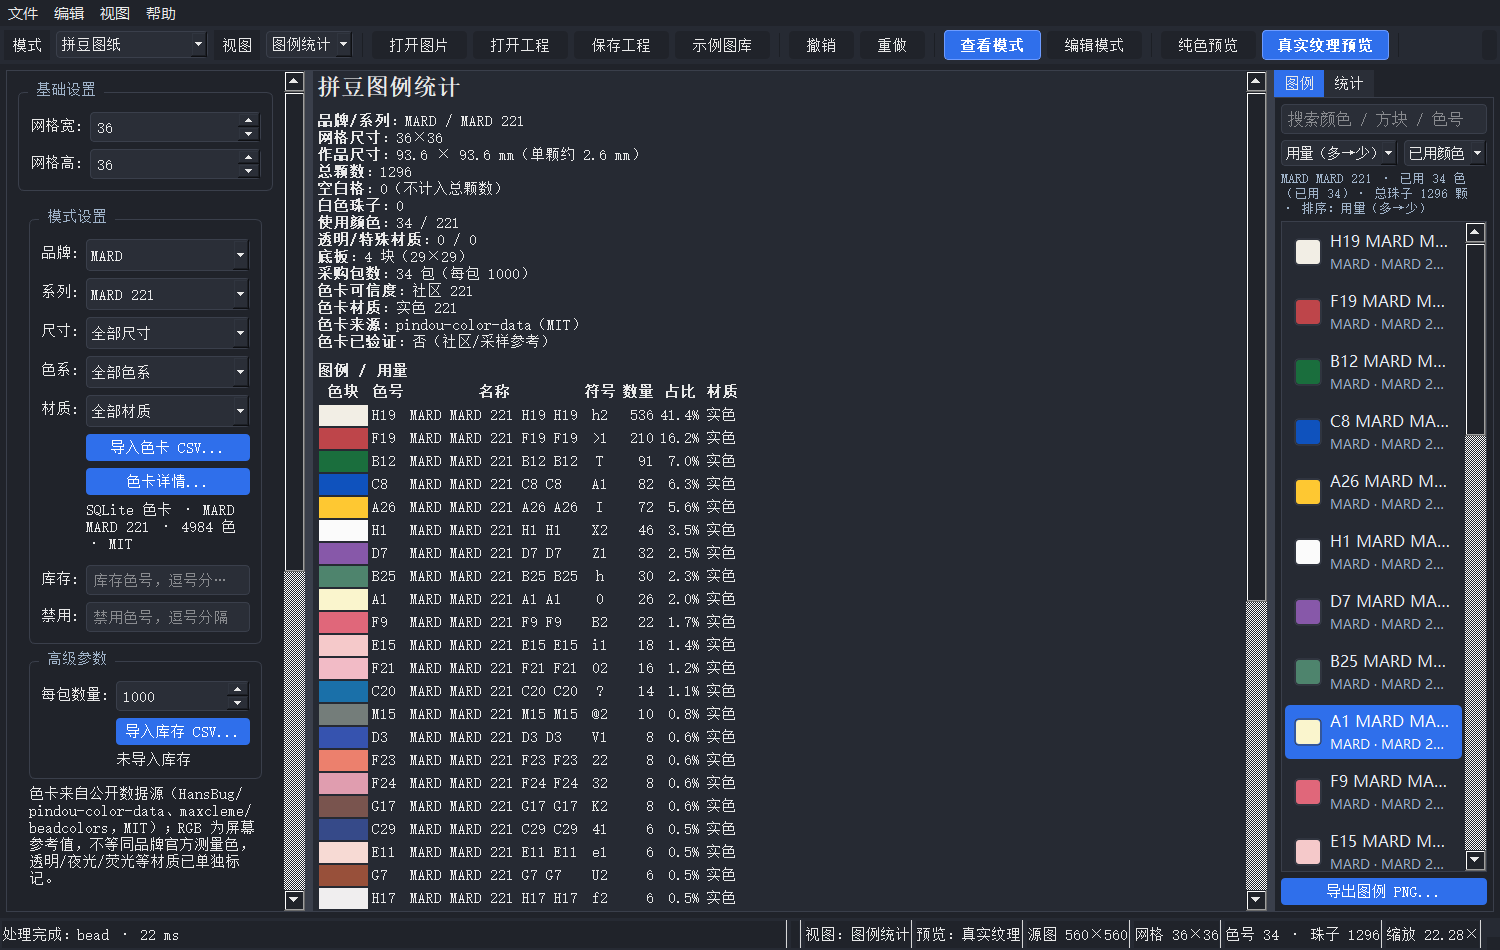 文件 编辑 视图 帮助
模式 拼豆图纸 视图 图例统计 打开图片 打开工程 保存工程 示例图库 撤销 重做 查看模式 编辑模式 纯色预览 真实纹理预览
基础设置
网格宽: 36
网格高: 36
模式设置
品牌: MARD
系列: MARD 221
尺寸: 全部尺寸
色系: 全部色系
材质: 全部材质
导入色卡 CSV...
色卡详情...
SQLite 色卡 · MARD
MARD 221 · 4984 色
· MIT
库存: 库存色号，逗号分…
禁用: 禁用色号，逗号分隔
高级参数
每包数量: 1000
导入库存 CSV...
未导入库存
色卡来自公开数据源（HansBug/
pindou-color-data、maxcleme/
beadcolors，MIT）；RGB 为屏幕
参考值，不等同品牌官方测量色，
透明/夜光/荧光等材质已单独标
记。
拼豆图例统计
品牌/系列：MARD / MARD 221
网格尺寸：36×36
作品尺寸：93.6 × 93.6 mm（单颗约 2.6 mm）
总颗数：1296
空白格：0（不计入总颗数）
白色珠子：0
使用颜色：34 / 221
透明/特殊材质：0 / 0
底板：4 块（29×29）
采购包数：34 包（每包 1000）
色卡可信度：社区 221
色卡材质：实色 221
色卡来源：pindou-color-data（MIT）
色卡已验证：否（社区/采样参考）
图例 / 用量
色块 色号 名称 符号 数量 占比 材质
H19 MARD MARD 221 H19 H19 h2 536 41.4% 实色
F19 MARD MARD 221 F19 F19 >1 210 16.2% 实色
B12 MARD MARD 221 B12 B12 T 91 7.0% 实色
C8 MARD MARD 221 C8 C8 A1 82 6.3% 实色
A26 MARD MARD 221 A26 A26 I 72 5.6% 实色
H1 MARD MARD 221 H1 H1 X2 46 3.5% 实色
D7 MARD MARD 221 D7 D7 Z1 32 2.5% 实色
B25 MARD MARD 221 B25 B25 h 30 2.3% 实色
A1 MARD MARD 221 A1 A1 0 26 2.0% 实色
F9 MARD MARD 221 F9 F9 B2 22 1.7% 实色
E15 MARD MARD 221 E15 E15 i1 18 1.4% 实色
F21 MARD MARD 221 F21 F21 O2 16 1.2% 实色
C20 MARD MARD 221 C20 C20 ? 14 1.1% 实色
M15 MARD MARD 221 M15 M15 @2 10 0.8% 实色
D3 MARD MARD 221 D3 D3 V1 8 0.6% 实色
F23 MARD MARD 221 F23 F23 22 8 0.6% 实色
F24 MARD MARD 221 F24 F24 32 8 0.6% 实色
G17 MARD MARD 221 G17 G17 K2 8 0.6% 实色
C29 MARD MARD 221 C29 C29 41 6 0.5% 实色
E11 MARD MARD 221 E11 E11 e1 6 0.5% 实色
G7 MARD MARD 221 G7 G7 U2 6 0.5% 实色
H17 MARD MARD 221 H17 H17 f2 6 0.5% 实色
图例 统计
搜索颜色 / 方块 / 色号
用量（多→少） 已用颜色
MARD MARD 221 · 已用 34 色
（已用 34）· 总珠子 1296 颗
· 排序：用量（多→少）
H19 MARD M...
MARD · MARD 2...
F19 MARD M...
MARD · MARD 2...
B12 MARD M...
MARD · MARD 2...
C8 MARD MA...
MARD · MARD 2...
A26 MARD M...
MARD · MARD 2...
H1 MARD MA...
MARD · MARD 2...
D7 MARD MA...
MARD · MARD 2...
B25 MARD M...
MARD · MARD 2...
A1 MARD MA...
MARD · MARD 2...
F9 MARD MA...
MARD · MARD 2...
E15 MARD M...
MARD · MARD 2...
导出图例 PNG...
处理完成：bead · 22 ms 视图：图例统计 预览：真实纹理 源图 560×560 网格 36×36 色号 34 · 珠子 1296 缩放 22.28×